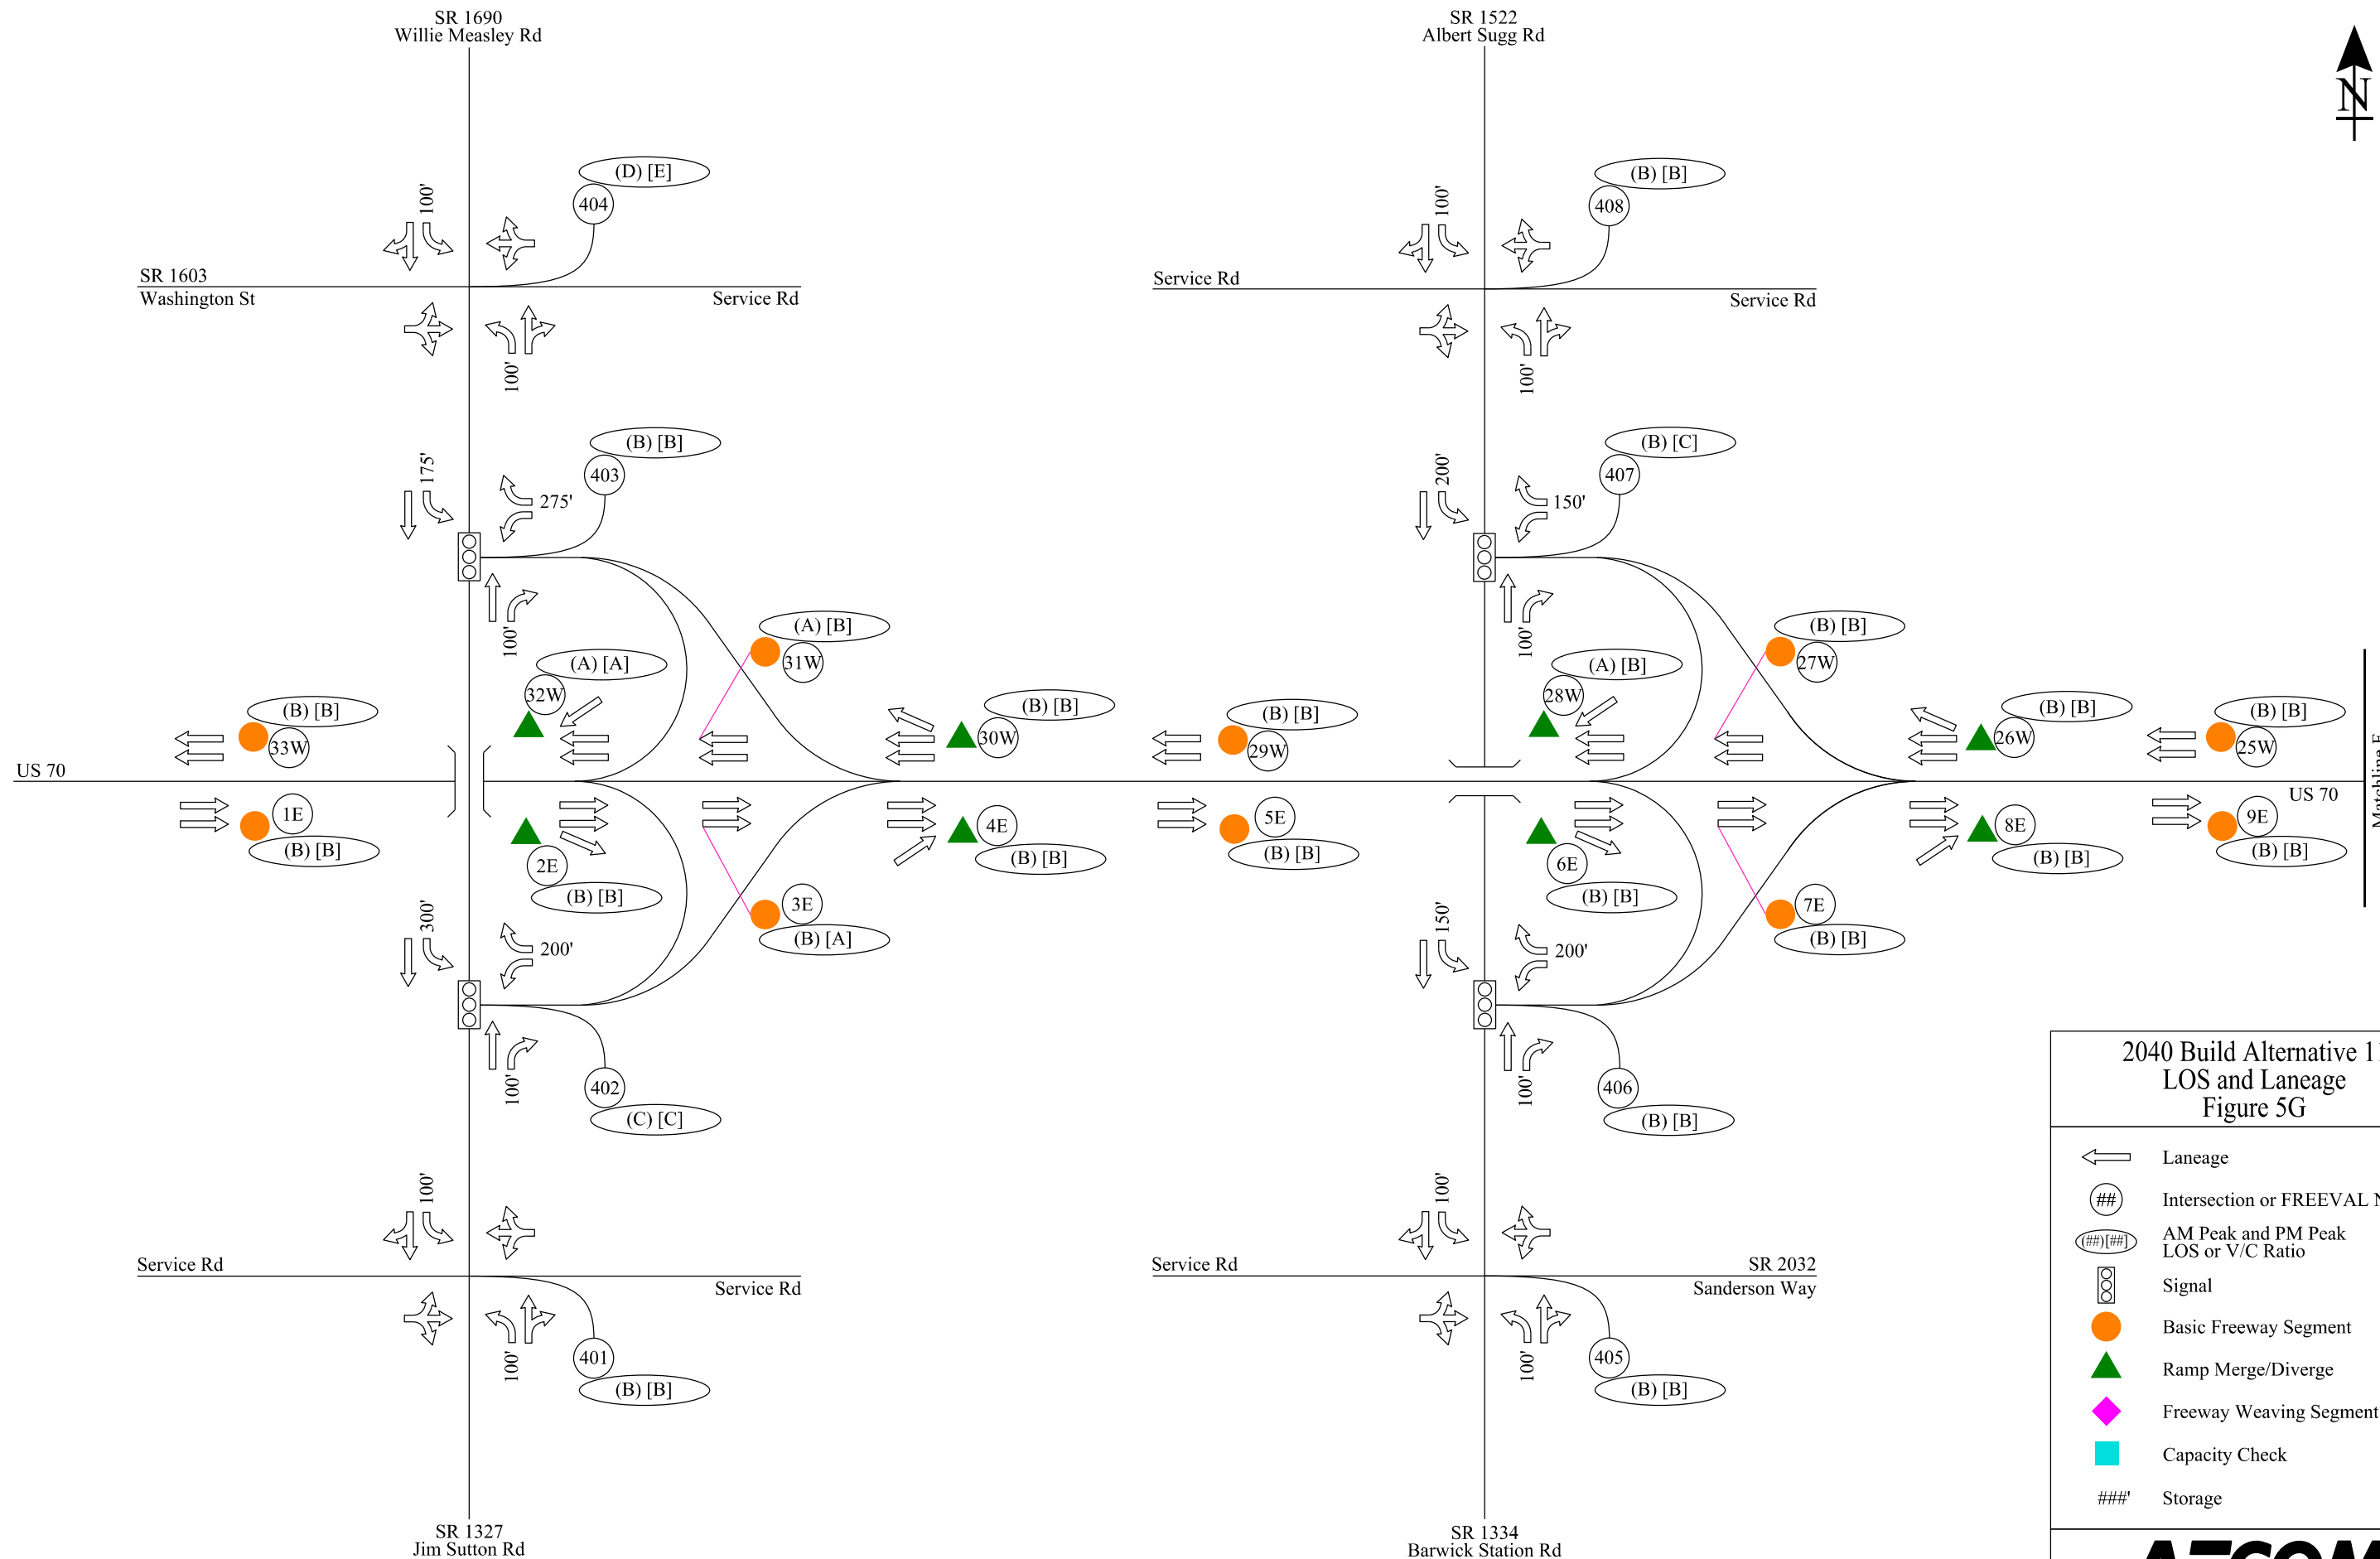 SR 1690
Willie Measley Rd
SR 1522
Albert Sugg Rd
N
(D) [E]
404
100'
(B) [B]
408
100'
SR 1603
Washington St
Service Rd
100'
Service Rd
Service Rd
100'
(B) [B]
403
175'
275'
100'
(B) [C]
407
200'
150'
100'
(A) [B]
31W
(A) [A]
32W
(B) [B]
33W
(B) [B]
30W
(B) [B]
29W
(A) [B]
28W
(B) [B]
27W
(B) [B]
26W
(B) [B]
25W
US 70
US 70
1E
(B) [B]
2E
(B) [B]
3E
(B) [A]
4E
(B) [B]
5E
(B) [B]
6E
(B) [B]
7E
(B) [B]
8E
(B) [B]
9E
(B) [B]
300'
200'
100'
402
(C) [C]
150'
200'
100'
406
(B) [B]
100'
Service Rd
Service Rd
100'
401
(B) [B]
100'
Service Rd
SR 2032
Sanderson Way
100'
405
(B) [B]
SR 1327
Jim Sutton Rd
SR 1334
Barwick Station Rd
2040 Build Alternative
LOS and Laneage
Figure 5G
Laneage
##
Intersection or FREEVAL
(##)[##]
AM Peak and PM Peak
LOS or V/C Ratio
Signal
Basic Freeway Segment
Ramp Merge/Diverge
Freeway Weaving Segment
Capacity Check
###'
Storage